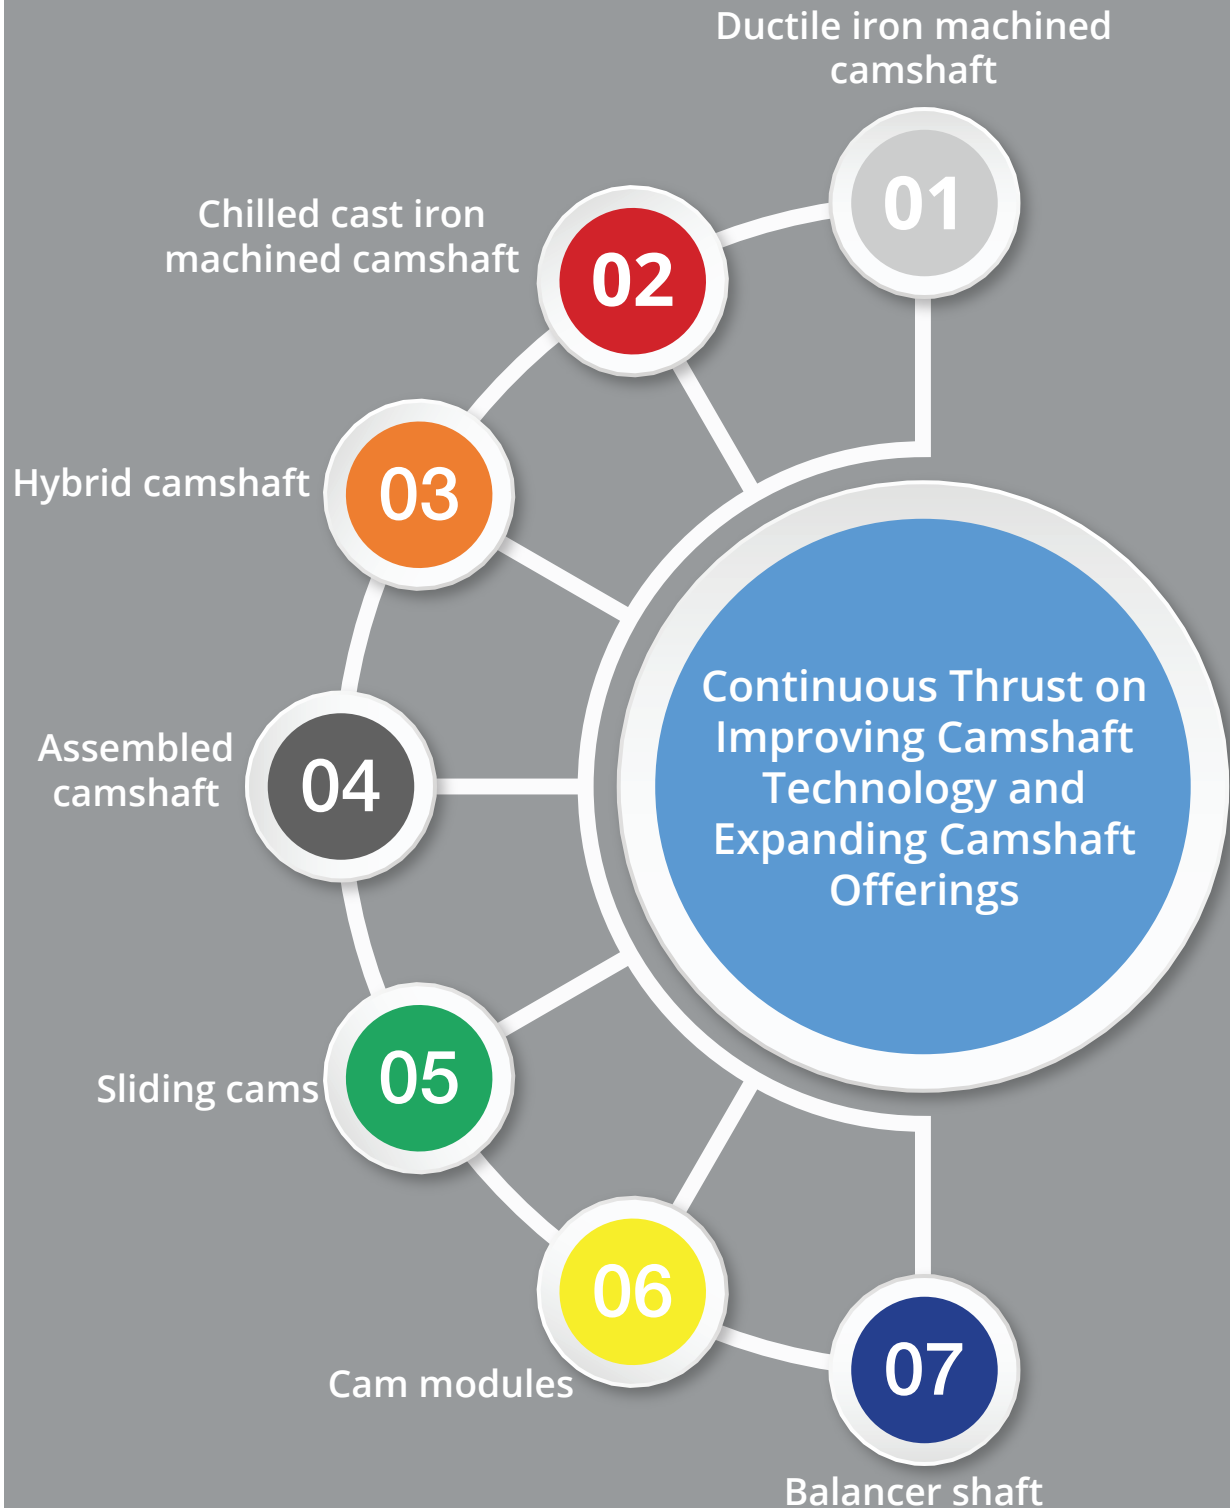 Ductile iron machined
camshaft
01
Chilled cast iron
machined camshaft
02
Hybrid camshaft
03
Assembled
camshaft
04
Continuous Thrust on
Improving Camshaft
Technology and
Expanding Camshaft
Offerings
Sliding cams
05
06
Cam modules
07
Balancer shaft